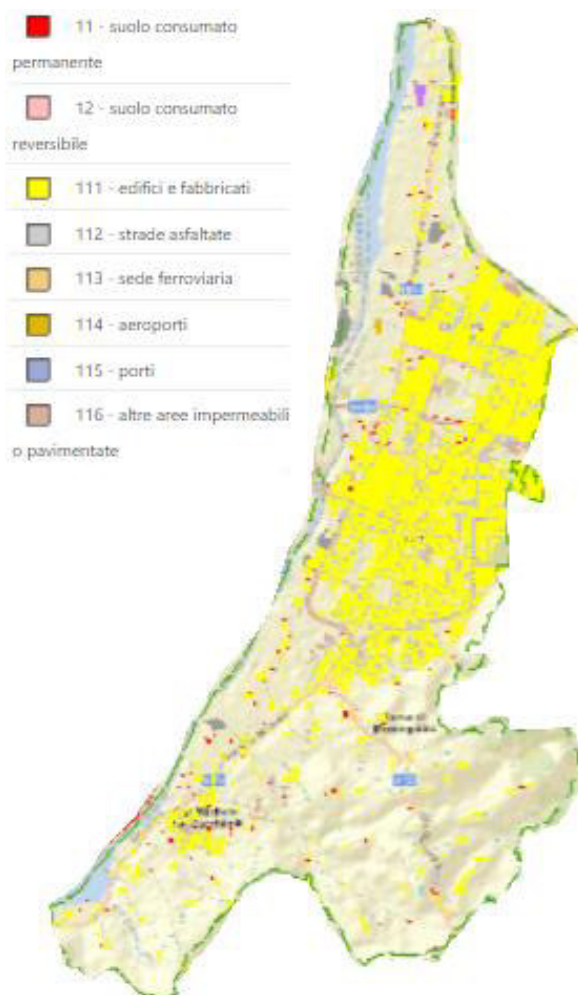 11 - suolo consumato
permanente
12 - suolo consumato
reversibile
111 - edifici e fabbricati
112 - strade asfaltate
113 - sede ferroviaria
114 - aeroporti
115 - porti
116 - altre aree impermeabili
o pavimentate